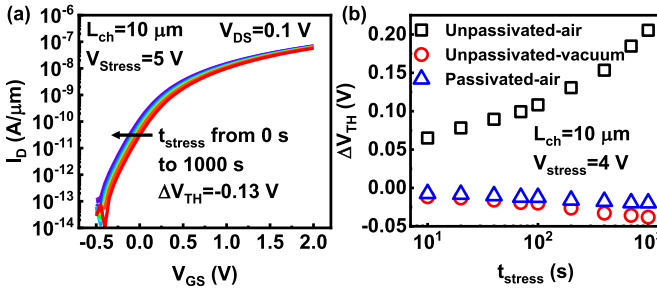 (a)
L_ch=10 μm
V_DS=0.1 V
V_Stress=5 V
t_stress from 0 s
to 1000 s
ΔV_TH=-0.13 V
10^-6
10^-7
10^-8
10^-9
10^-10
10^-11
10^-12
10^-13
10^-14
I_D (A/μm)
-0.5 0.0 0.5 1.0 1.5 2.0
V_GS (V)
(b)
Unpassivated-air
Unpassivated-vacuum
Passivated-air
L_ch=10 μm
V_stress=4 V
0.20
0.15
0.10
0.05
0.00
-0.05
ΔV_TH (V)
10^1 10^2 10^3
t_stress (s)